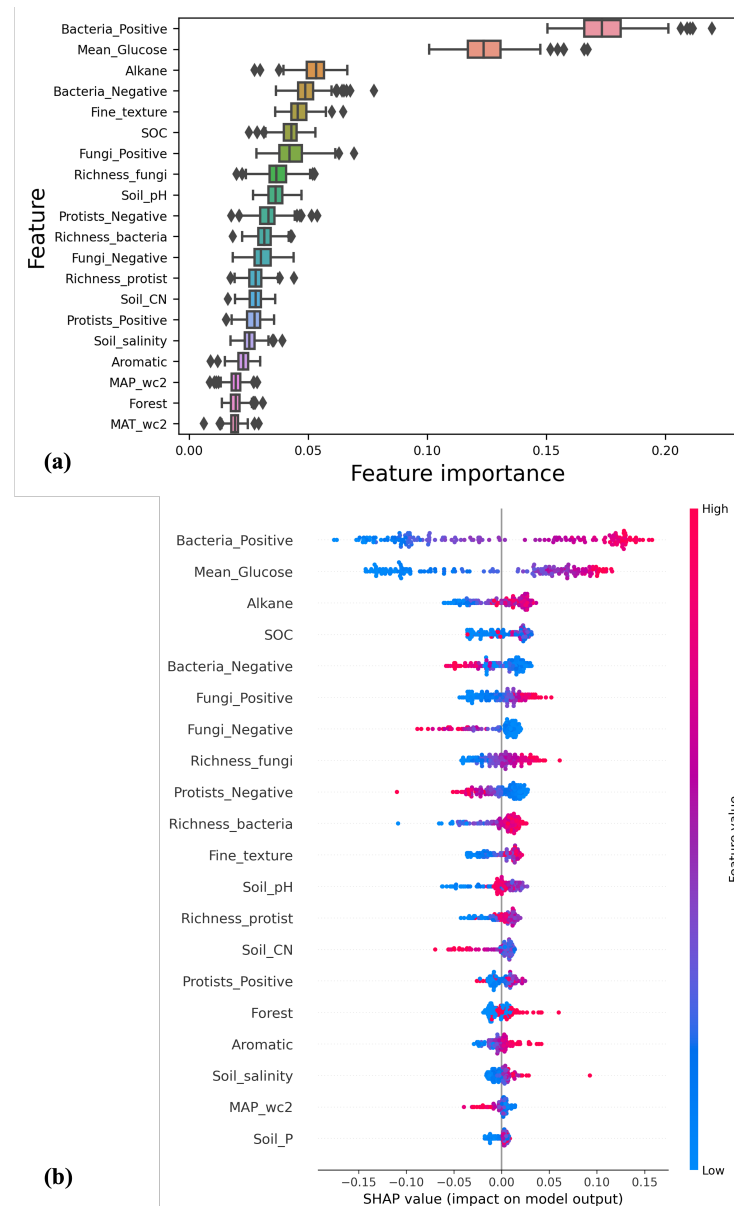 Bacteria_Positive
Mean_Glucose
Alkane
Bacteria_Negative
Fine_texture
SOC
Fungi_Positive
Richness_fungi
Soil_pH
Protists_Negative
Richness_bacteria
Fungi_Negative
Richness_protist
Soil_CN
Protists_Positive
Soil_salinity
Aromatic
MAP_wc2
Forest
MAT_wc2
Feature
0.00 0.05 0.10 0.15 0.20
Feature importance
(a)
High
Bacteria_Positive
Mean_Glucose
Alkane
SOC
Bacteria_Negative
Fungi_Positive
Fungi_Negative
Richness_fungi
Protists_Negative
Richness_bacteria
Fine_texture
Soil_pH
Richness_protist
Soil_CN
Protists_Positive
Forest
Aromatic
Soil_salinity
MAP_wc2
Soil_P
Feature value
Low
−0.15 −0.10 −0.05 0.00 0.05 0.10 0.15
SHAP value (impact on model output)
(b)